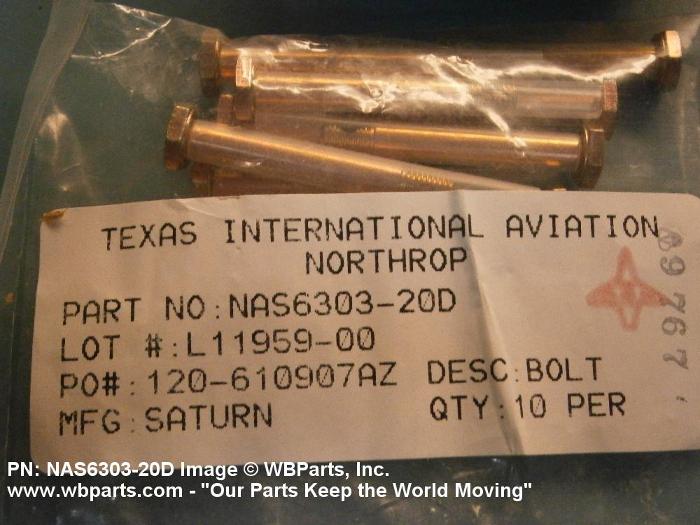 TEXAS INTERNATIONAL AVIATION
NORTHROP
PART NO:NAS6303-20D
LOT #:L11959-00
PO#:120-610907AZ DESC:BOLT
MFG:SATURN QTY:10 PER
PN: NAS6303-20D Image © WBParts, Inc.
www.wbparts.com - "Our Parts Keep the World Moving"